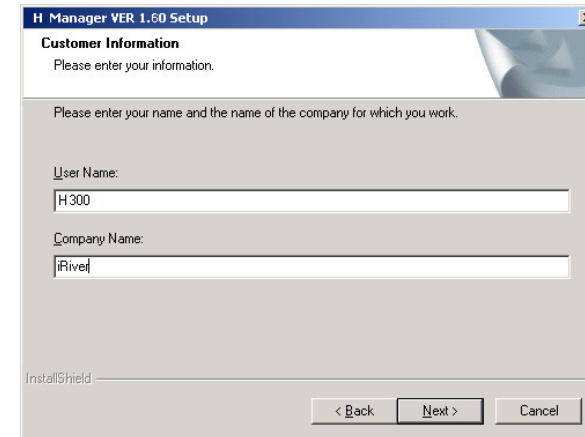 H Manager VER 1.60 Setup
Customer Information
Please enter your information.
Please enter your name and the name of the company for which you work.
User Name:
H300
Company Name:
iRiver
InstallShield
< Back Next > Cancel